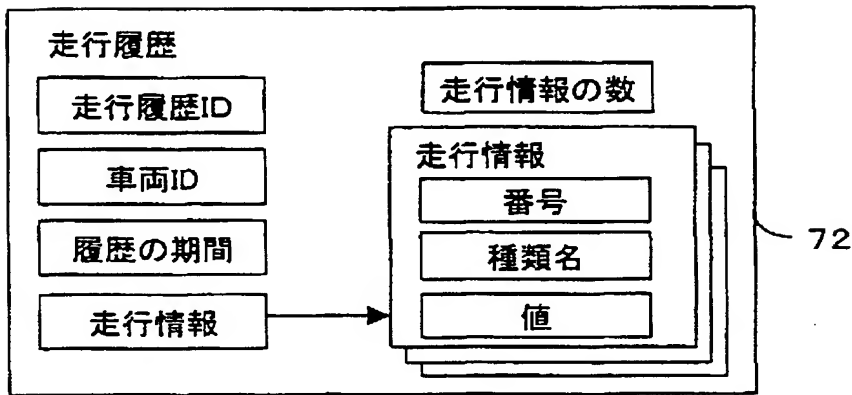 走行履歴
走行履歴ID
車両ID
履歴の期間
走行情報
走行情報の数
走行情報
番号
種類名
値
72